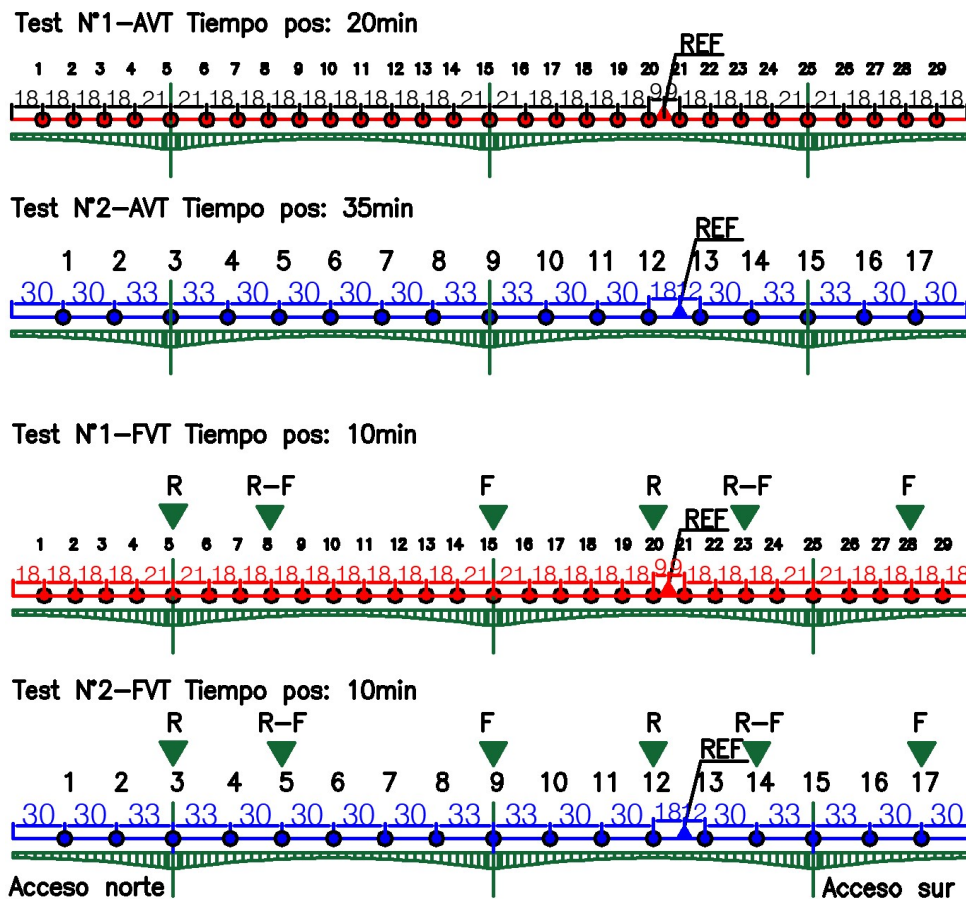 Test N°1-AVT Tiempo pos: 20min
REF
1 2 3 4 5 6 7 8 9 10 11 12 13 14 15 16 17 18 19 20 21 22 23 24 25 26 27 28 29
18 18 18 18 21 21 18 18 18 18 18 18 18 18 21 21 18 18 18 18 9 9 18 18 18 21 21 18 18 18 18
Test N°2-AVT Tiempo pos: 35min
REF
1 2 3 4 5 6 7 8 9 10 11 12 13 14 15 16 17
30 30 33 33 30 30 30 30 33 33 30 30 18 12 30 33 33 30 30
Test N°1-FVT Tiempo pos: 10min
R R-F F R R-F F
REF
1 2 3 4 5 6 7 8 9 10 11 12 13 14 15 16 17 18 19 20 21 22 23 24 25 26 27 28 29
18 18 18 18 21 21 18 18 18 18 18 18 18 18 21 21 18 18 18 18 9 9 18 18 18 21 21 18 18 18 18
Test N°2-FVT Tiempo pos: 10min
R R-F F R R-F F
REF
1 2 3 4 5 6 7 8 9 10 11 12 13 14 15 16 17
30 30 33 33 30 30 30 30 33 33 30 30 18 12 30 33 33 30 30
Acceso norte Acceso sur